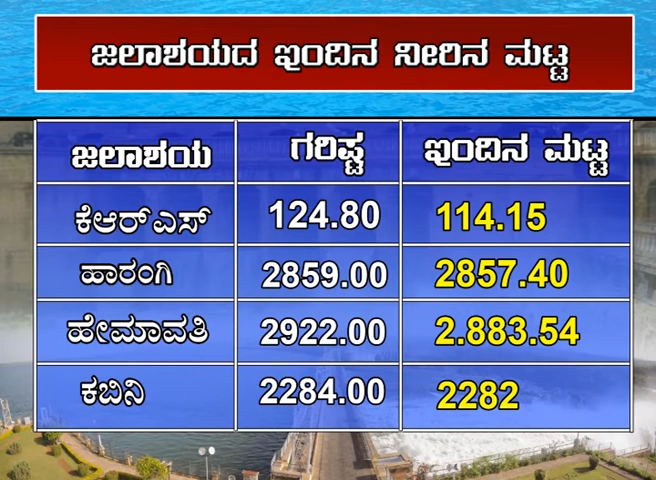 ಜಲಾಶಯದ ಇಂದಿನ ನೀರಿನ ಮಟ್ಟ
ಜಲಾಶಯ ಗರಿಷ್ಟ ಇಂದಿನ ಮಟ್ಟ
ಕೆಆರ್‌ಎಸ್ 124.80 114.15
ಹಾರಂಗಿ 2859.00 2857.40
ಹೇಮಾವತಿ 2922.00 2.883.54
ಕಬಿನಿ 2284.00 2282